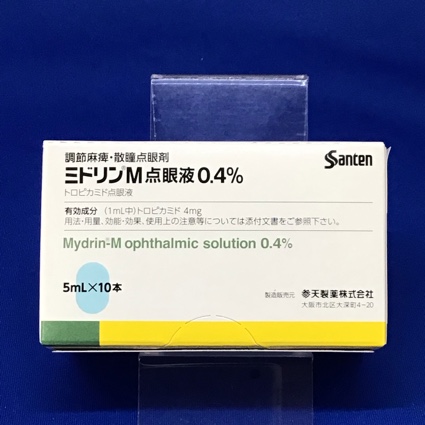 調節麻痺・散瞳点眼剤
Santen
ミドリン®M点眼液0.4%
トロピカミド点眼液
有効成分 (1mL中)トロピカミド 4mg
用法・用量、効能・効果、使用上の注意等については添付文書をご参照下さい。
Mydrin®-M ophthalmic solution 0.4%
5mL×10本
製造販売元 参天製薬株式会社
大阪市北区大深町4-20